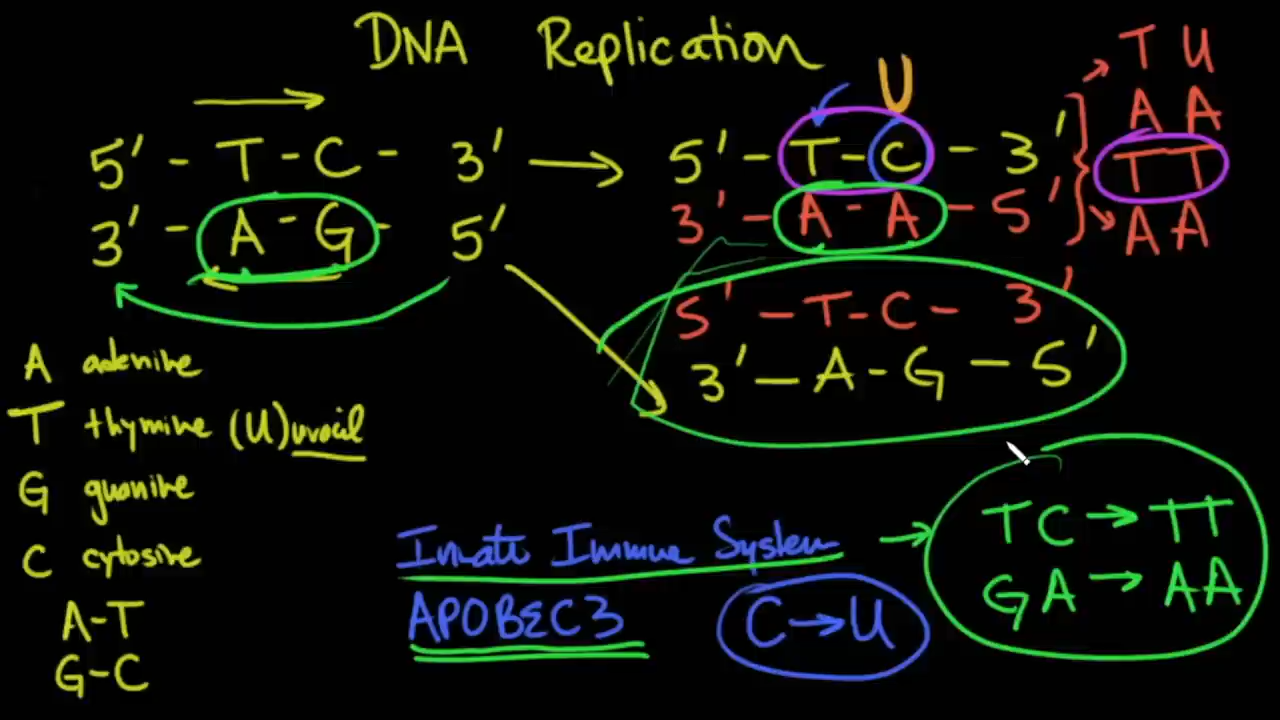 DNA Replication
5' - T - C - 3' → 5' - T - C - 3'
3' - A - G - 5'
U
3' - A - A - 5'
T U
A A
T T
A A
5' - T - C - 3'
3' - A - G - 5'
A adenine
T thymine (U) uracil
G guanine
C cytosine
A-T
G-C
Innate Immune System →
APOBEC3
C → U
TC → TT
GA → AA